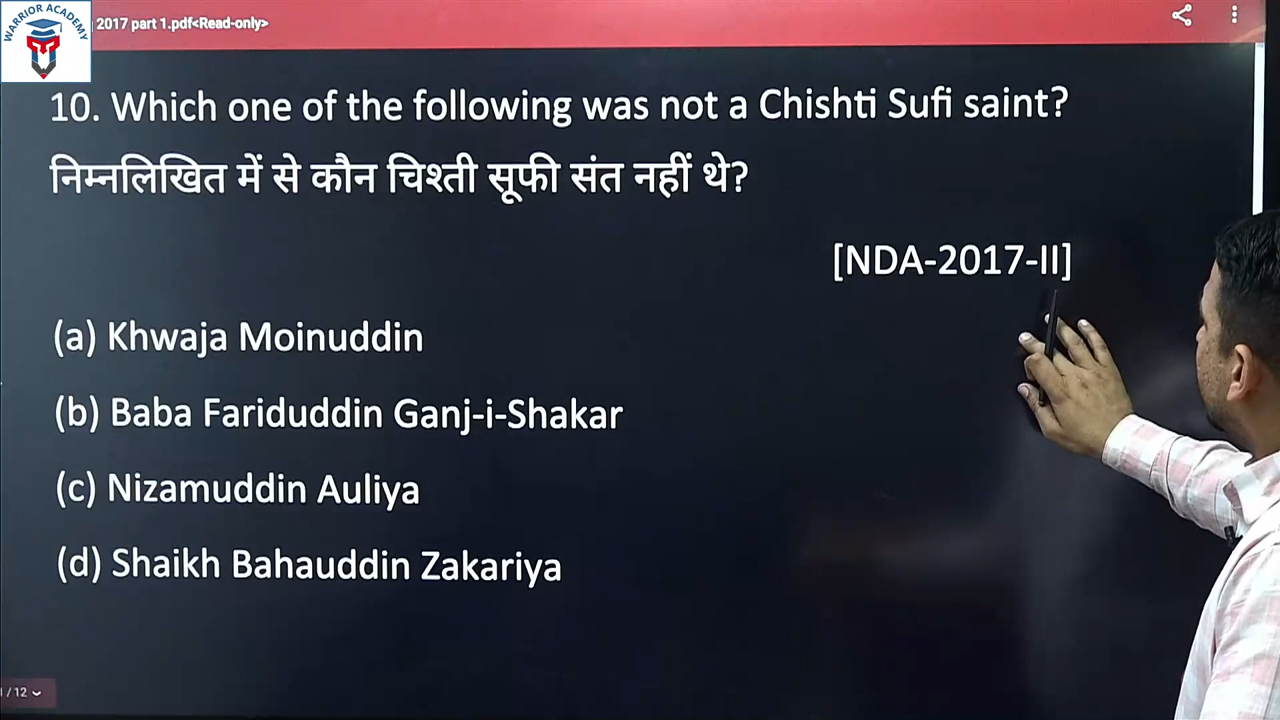 WARRIOR ACADEMY
2017 part 1.pdf<Read-only>
10. Which one of the following was not a Chishti Sufi saint?
निम्नलिखित में से कौन चिश्ती सूफी संत नहीं थे?
[NDA-2017-II]
(a) Khwaja Moinuddin
(b) Baba Fariduddin Ganj-i-Shakar
(c) Nizamuddin Auliya
(d) Shaikh Bahauddin Zakariya
/ 12